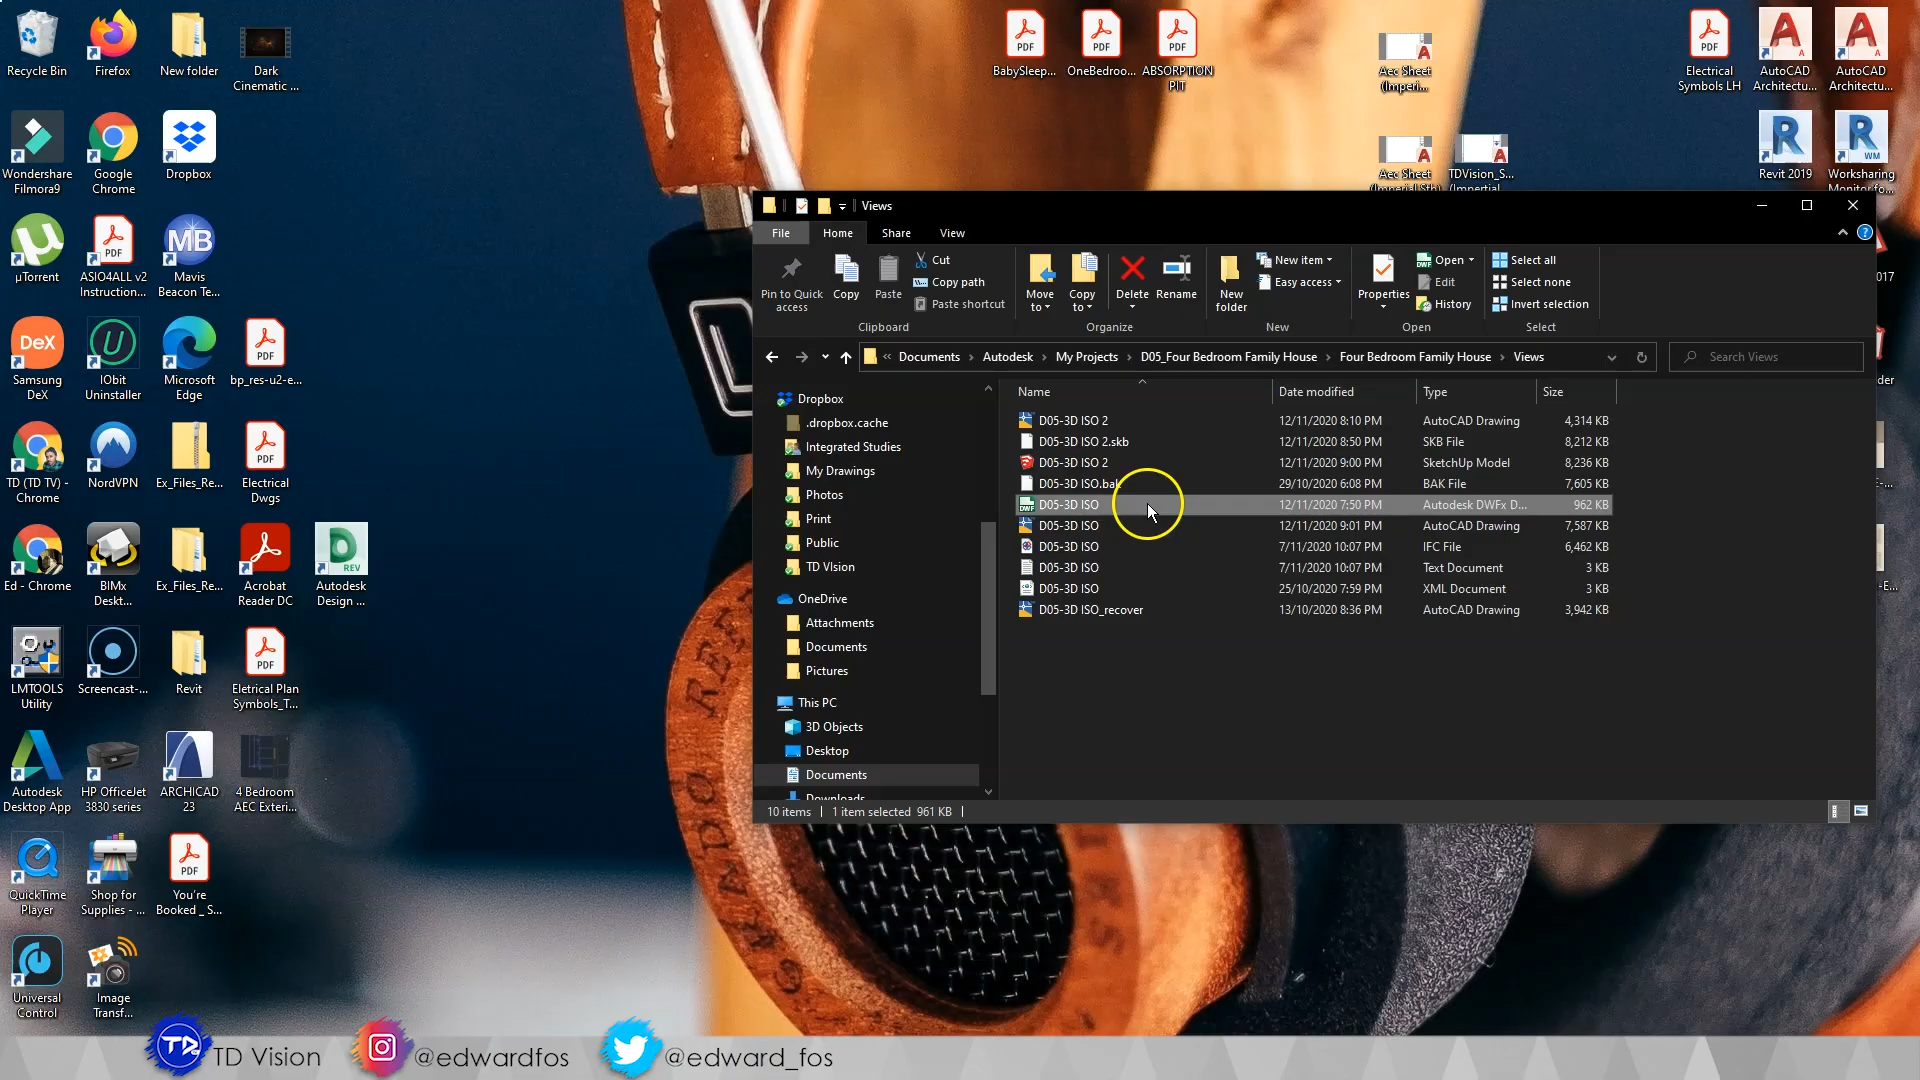 Recycle Bin
Firefox
New folder
Dark
Cinematic ...
BabySleep...
OneBedroo...
ABSORPTION
PIT
Aec Sheet
(Imperi...
Electrical
Symbols LH
AutoCAD
Architectu...
AutoCAD
Architectu...
Wondershare
Filmora9
Google
Chrome
Dropbox
Aec Sheet
TDVision_S...
Revit 2019
Worksharing
µTorrent
ASIO4ALL v2
Instruction...
Mavis
Beacon Te...
Samsung
DeX
IObit
Uninstaller
Microsoft
Edge
bp_res-u2-e...
TD (TD TV) -
Chrome
NordVPN
Ex_Files_Re...
Electrical
Dwgs
Ed - Chrome
BIMx
Deskt...
Ex_Files_Re...
Acrobat
Reader DC
Autodesk
Design ...
LMTOOLS
Utility
Screencast-...
Revit
Eletrical Plan
Symbols_T...
Autodesk
Desktop App
HP OfficeJet
3830 series
ARCHICAD
23
4 Bedroom
AEC Exteri...
QuickTime
Player
Shop for
Supplies - ...
You're
Booked _ S...
Universal
Control
Image
Transf...
Views
File Home Share View
Pin to Quick
access
Copy
Paste
Cut
Copy path
Paste shortcut
Clipboard
Move
to
Copy
to
Delete
Rename
Organize
New
folder
New item
Easy access
New
Properties
Open
Edit
History
Open
Select all
Select none
Invert selection
Select
« Documents > Autodesk > My Projects > D05_Four Bedroom Family House > Four Bedroom Family House > Views
Search Views
Dropbox
.dropbox.cache
Integrated Studies
My Drawings
Photos
Print
Public
TD VIsion
OneDrive
Attachments
Documents
Pictures
This PC
3D Objects
Desktop
Documents
Downloads
Name Date modified Type Size
D05-3D ISO 2 12/11/2020 8:10 PM AutoCAD Drawing 4,314 KB
D05-3D ISO 2.skb 12/11/2020 8:50 PM SKB File 8,212 KB
D05-3D ISO 2 12/11/2020 9:00 PM SketchUp Model 8,236 KB
D05-3D ISO.bak 29/10/2020 6:08 PM BAK File 7,605 KB
D05-3D ISO 12/11/2020 7:50 PM Autodesk DWFx D... 962 KB
D05-3D ISO 12/11/2020 9:01 PM AutoCAD Drawing 7,587 KB
D05-3D ISO 7/11/2020 10:07 PM IFC File 6,462 KB
D05-3D ISO 7/11/2020 10:07 PM Text Document 3 KB
D05-3D ISO 25/10/2020 7:59 PM XML Document 3 KB
D05-3D ISO_recover 13/10/2020 8:36 PM AutoCAD Drawing 3,942 KB
10 items 1 item selected 961 KB
TD Vision @edwardfos @edward_fos